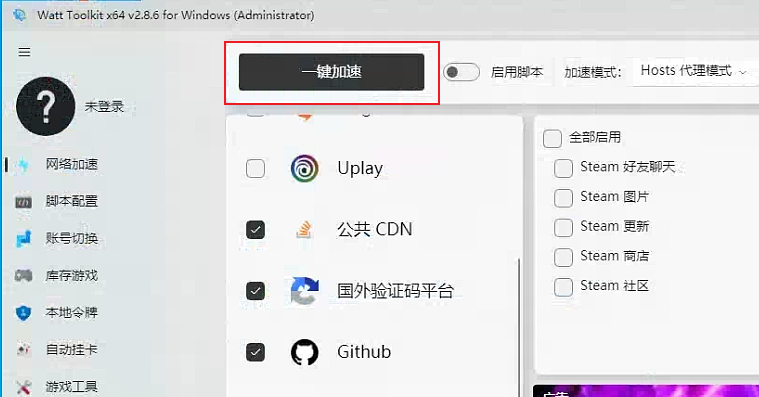 Watt Toolkit x64 v2.8.6 for Windows (Administrator)
一键加速
启用脚本
加速模式：
Hosts 代理模式
未登录
网络加速
脚本配置
账号切换
库存游戏
本地令牌
自动挂卡
游戏工具
Uplay
公共 CDN
国外验证码平台
Github
全部启用
Steam 好友聊天
Steam 图片
Steam 更新
Steam 商店
Steam 社区
广告